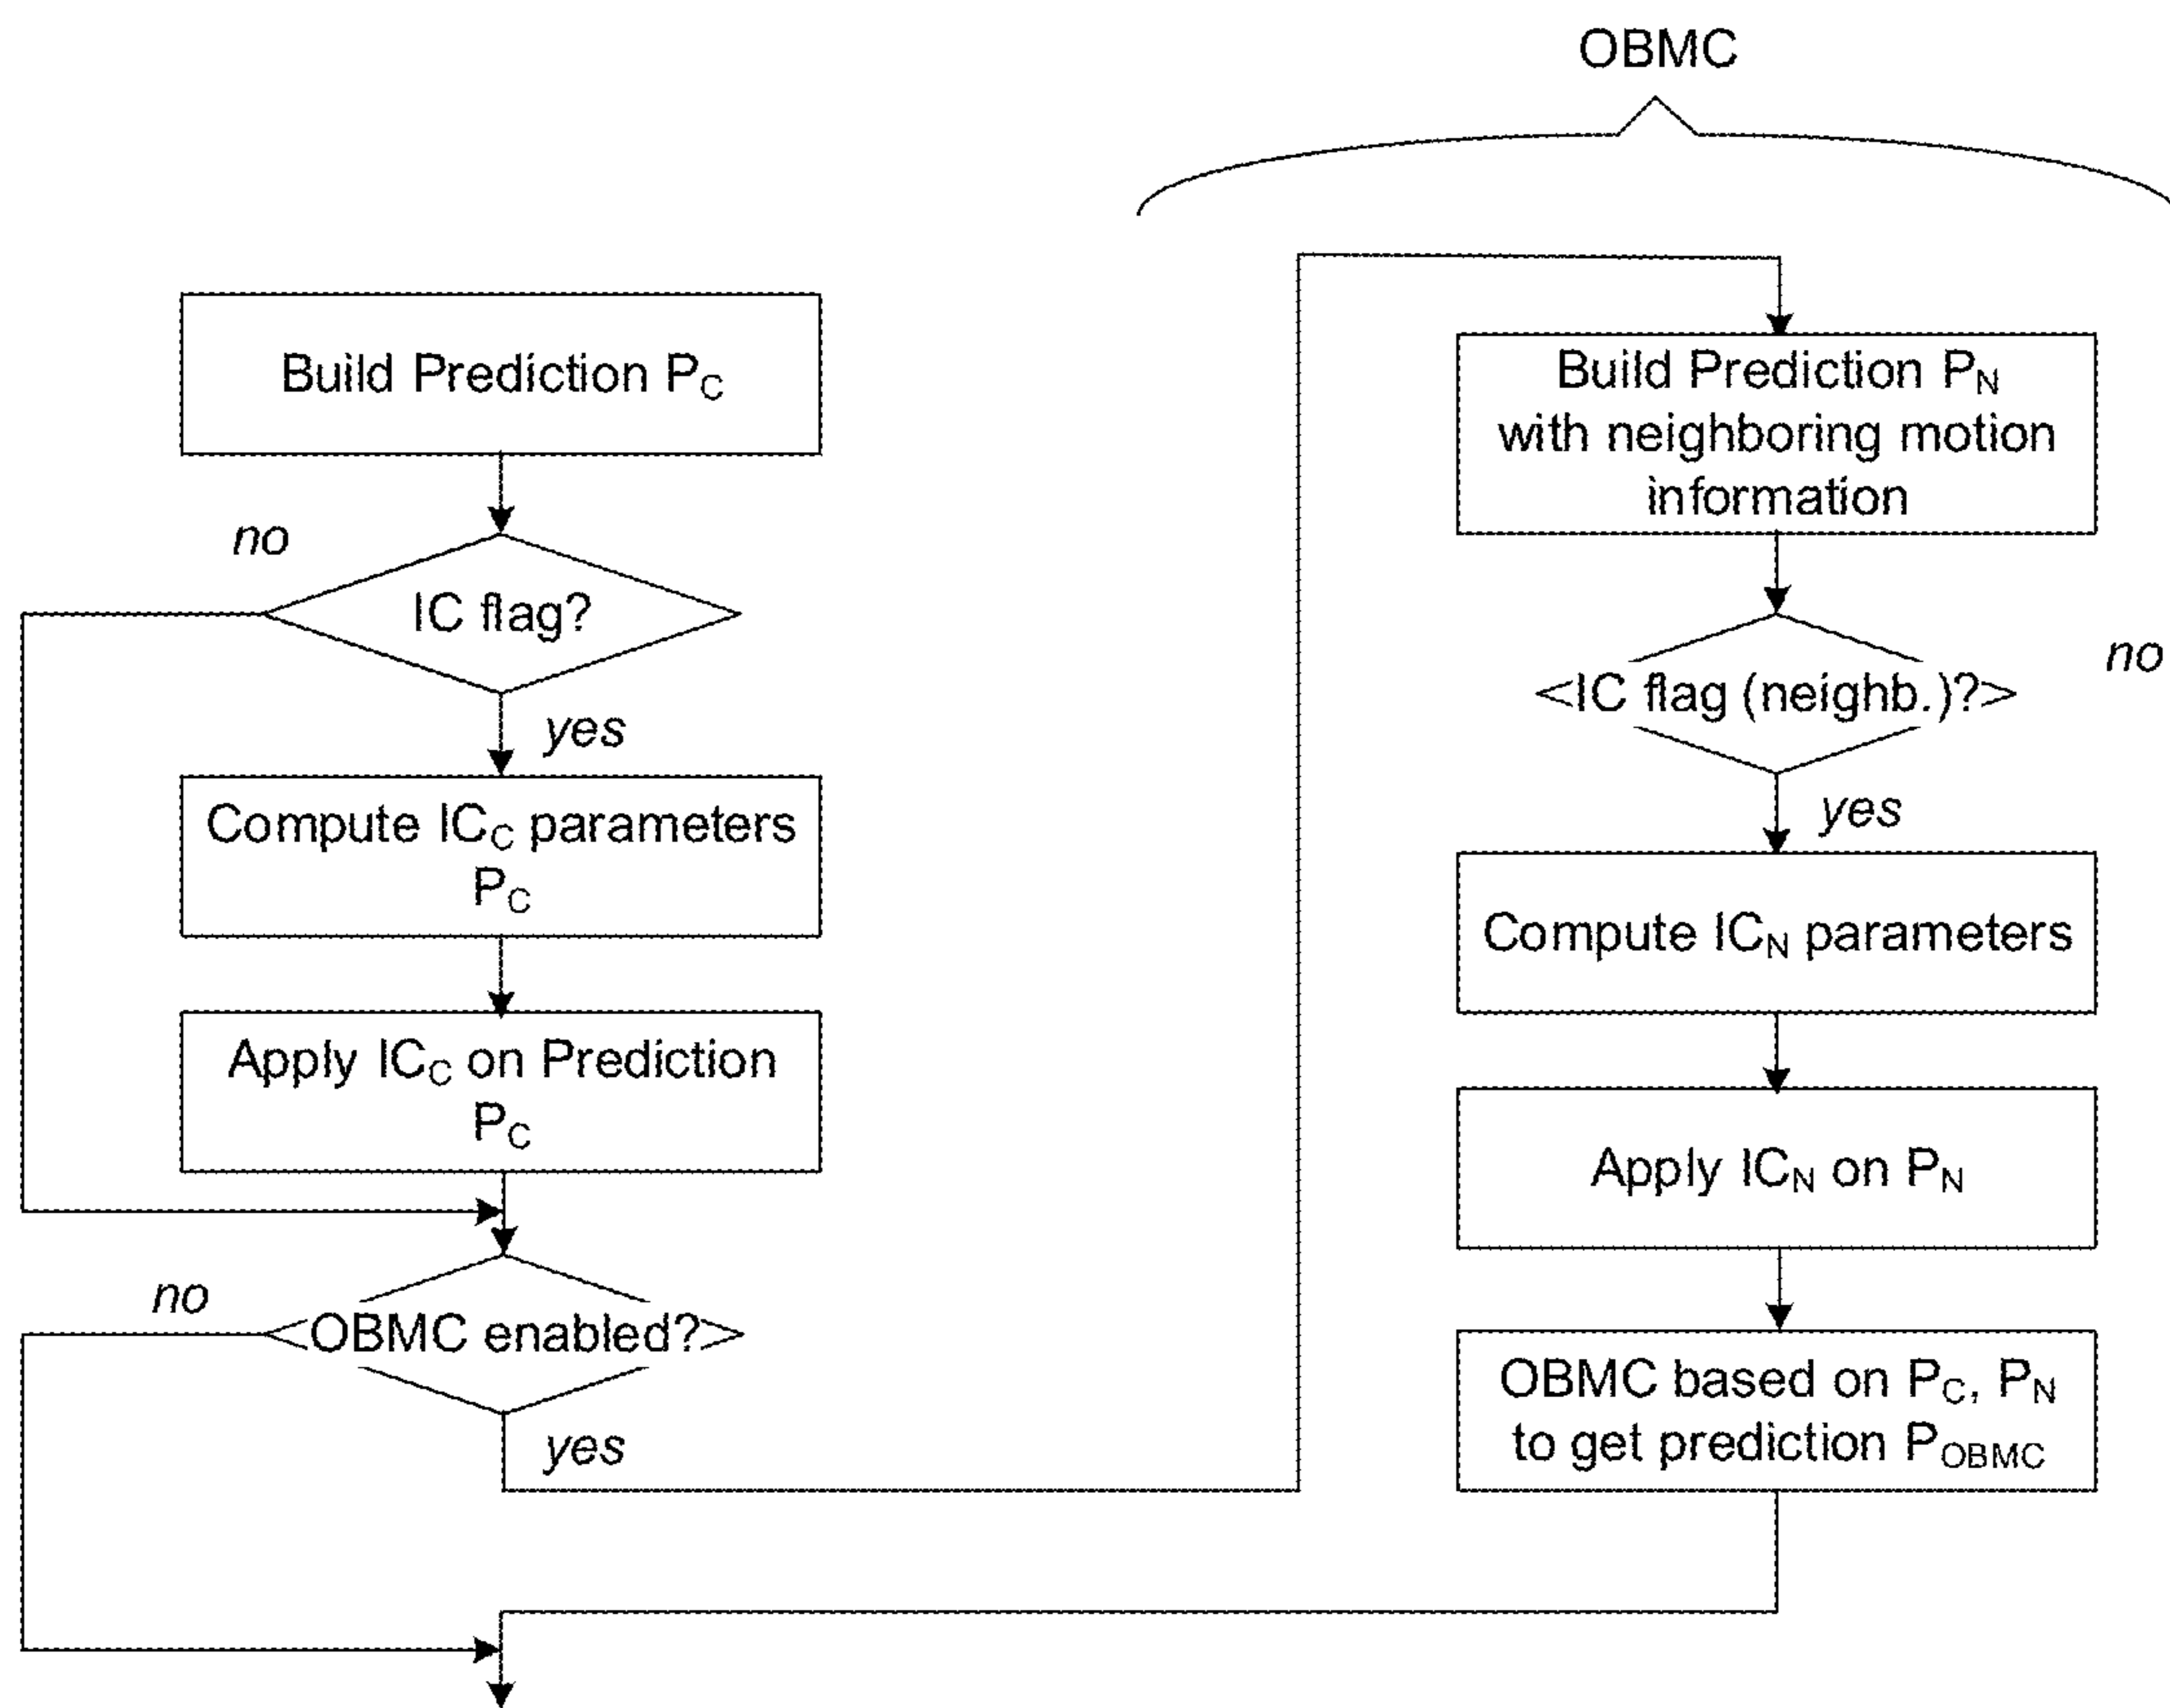 OBMC
Build Prediction P_C
no
IC flag?
yes
Compute IC_C parameters
P_C
Apply IC_C on Prediction
P_C
no
OBMC enabled?
yes
Build Prediction P_N
with neighboring motion
information
no
IC flag (neighb.)?
yes
Compute IC_N parameters
Apply IC_N on P_N
OBMC based on P_C, P_N
to get prediction P_OBMC